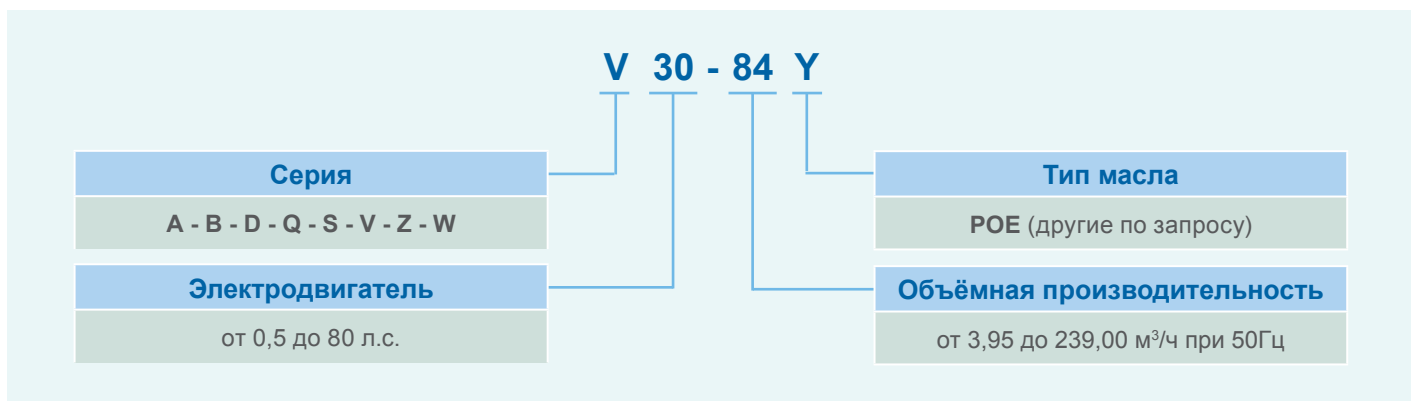 V 30 - 84 Y
Серия
A - B - D - Q - S - V - Z - W
Электродвигатель
от 0,5 до 80 л.с.
Тип масла
POE (другие по запросу)
Объёмная производительность
от 3,95 до 239,00 м³/ч при 50Гц